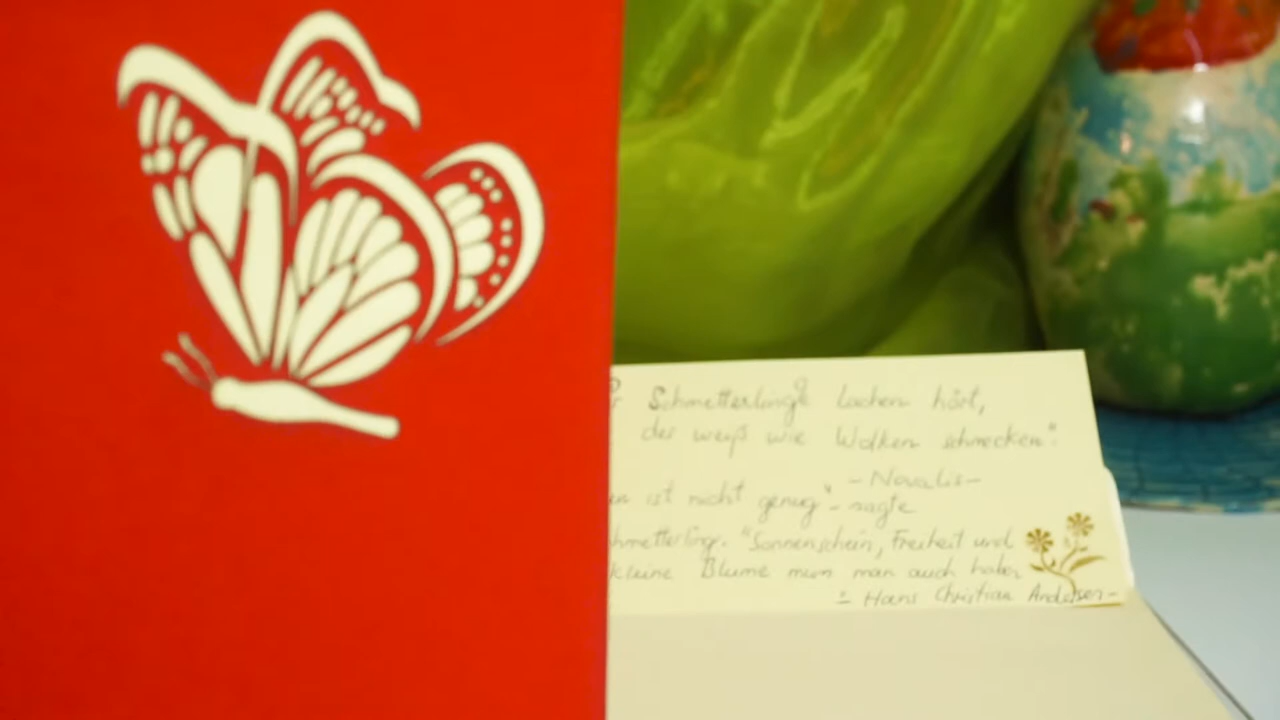 Schmetterlinge lachen hört,
der weiß wie Wolken schmecken".
-Novalis-
ist nicht genug"- sagte
hmetterling. "Sonnenschein, Freiheit und
kleine Blume muss man auch haben
- Hans Christian Andersen-